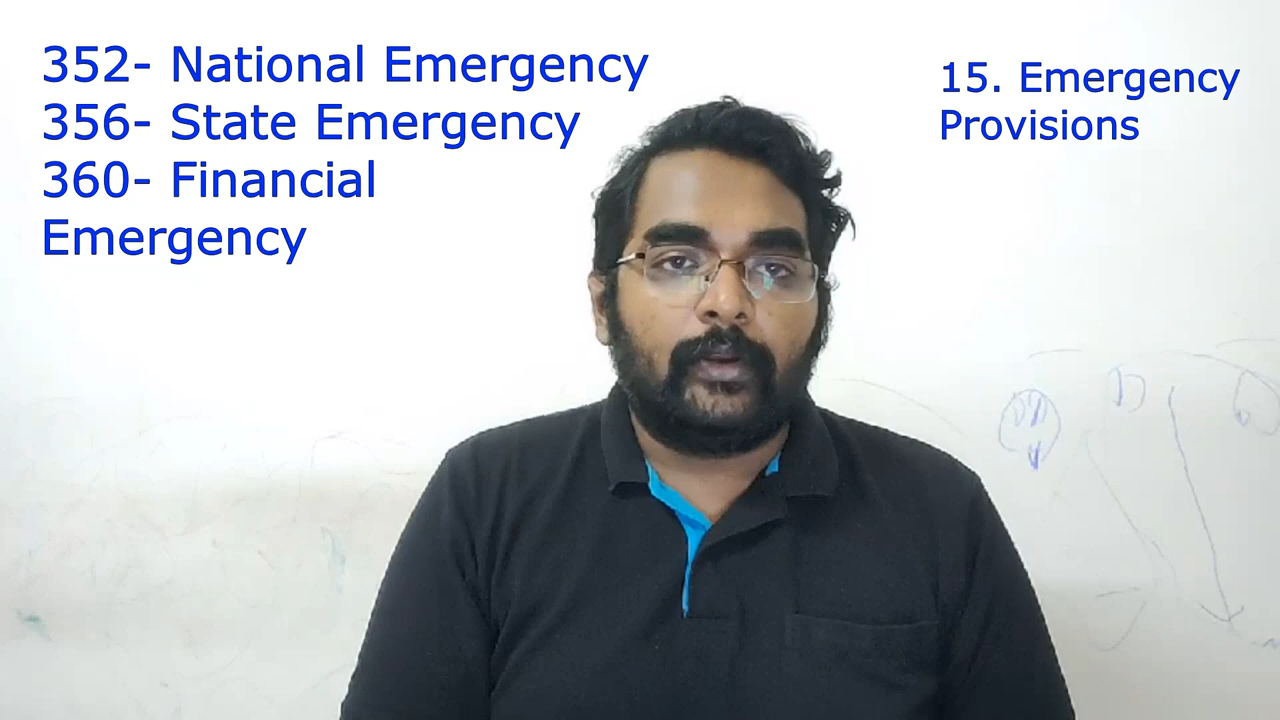 352- National Emergency
356- State Emergency
360- Financial
Emergency
15. Emergency
Provisions